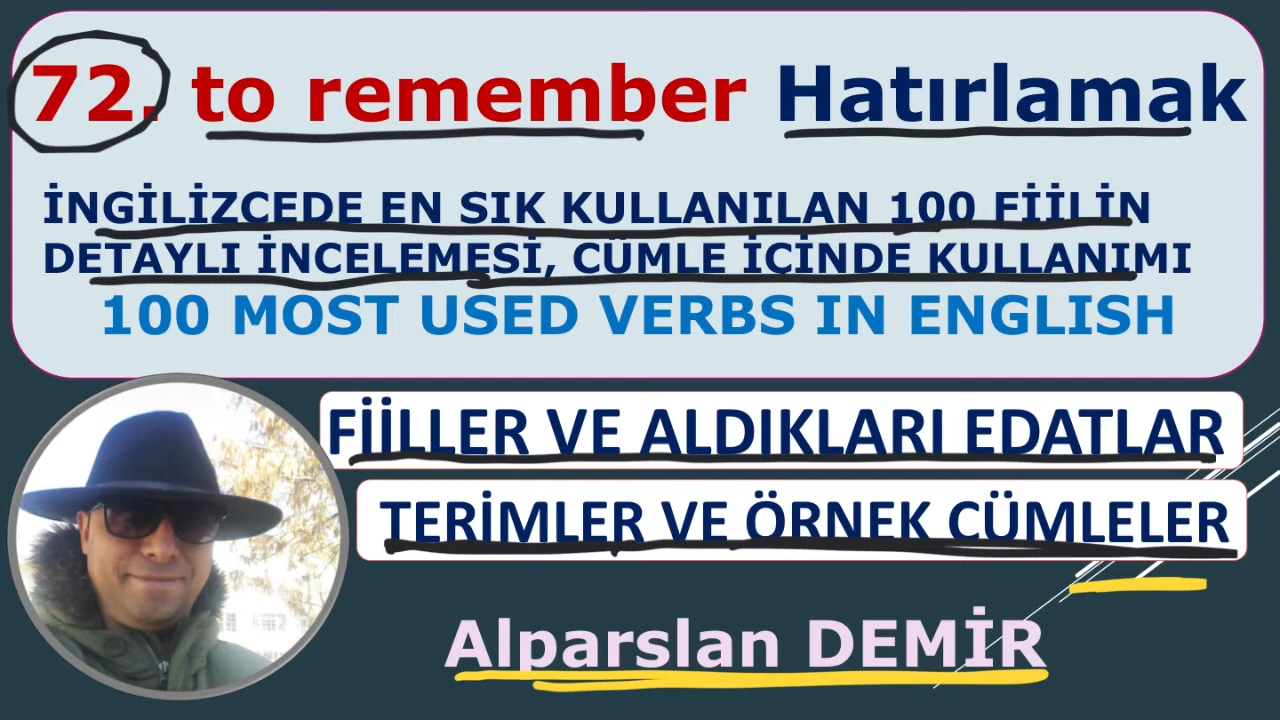 72. to remember Hatırlamak
İNGİLİZCEDE EN SIK KULLANILAN 100 FİİLİN
DETAYLI İNCELEMESİ, CÜMLE İÇİNDE KULLANIMI
100 MOST USED VERBS IN ENGLISH
FİİLLER VE ALDIKLARI EDATLAR
TERİMLER VE ÖRNEK CÜMLELER
Alparslan DEMİR